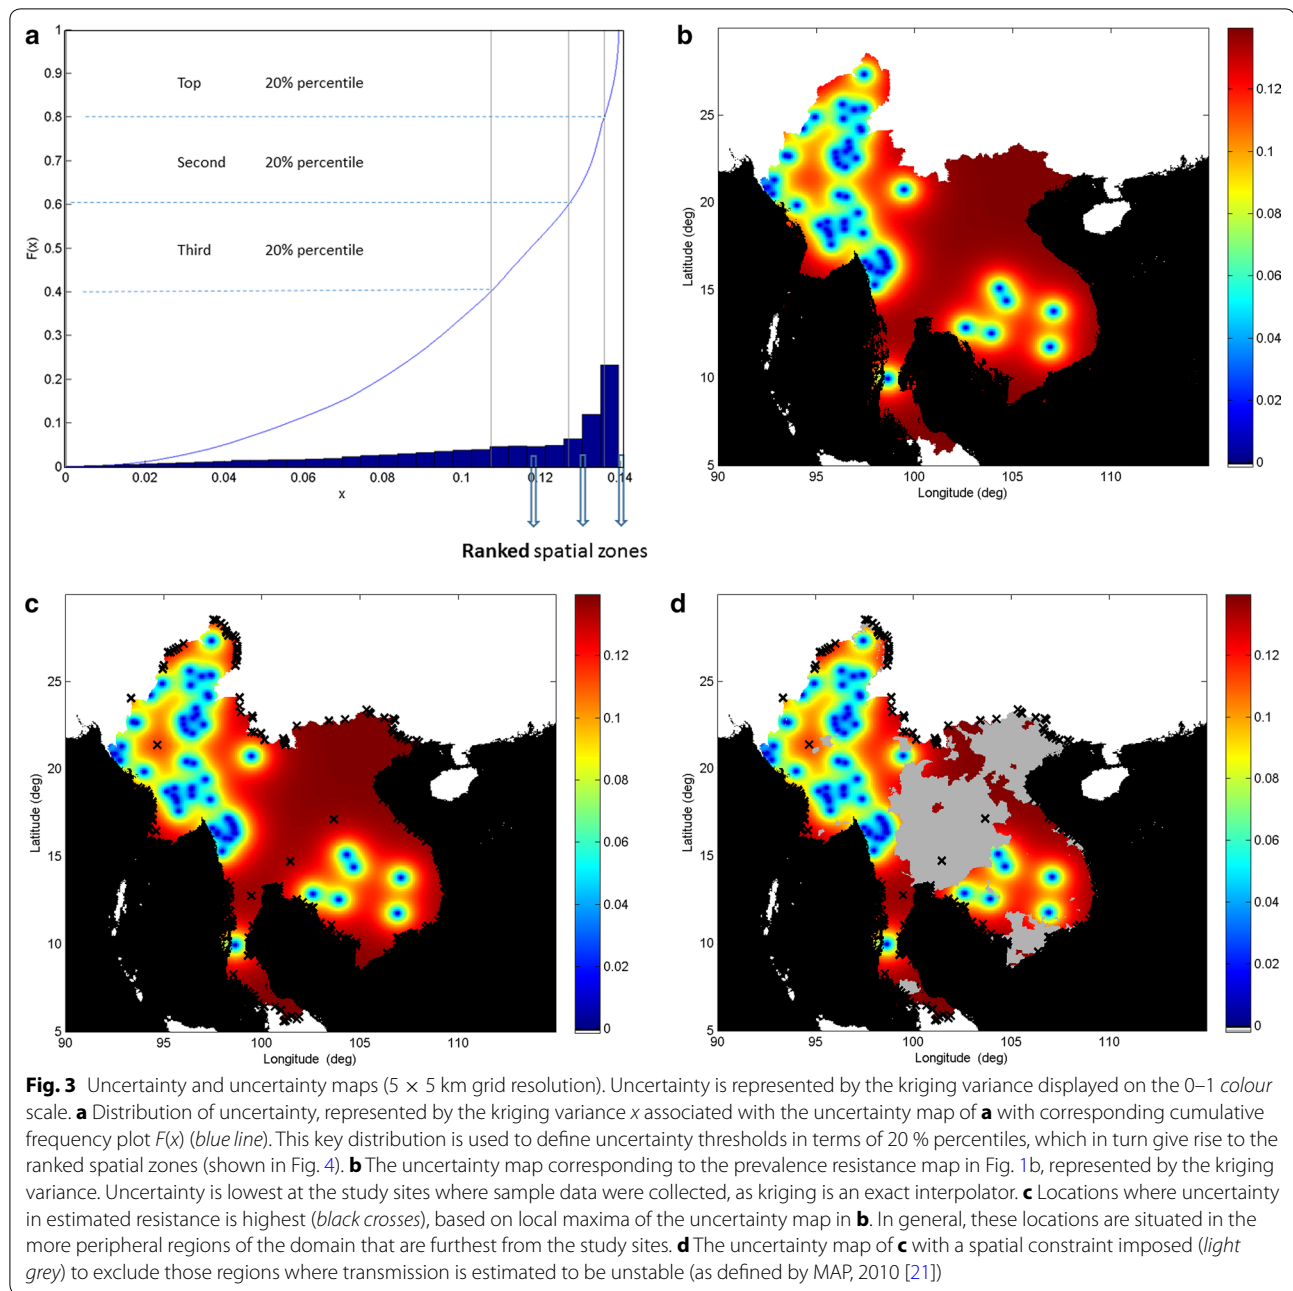 a
1
0.9
Top 20% percentile
0.8
0.7
Second 20% percentile
0.6
0.5
Third 20% percentile
0.4
0.3
0.2
0.1
0
F(x)
0 0.02 0.04 0.06 0.08 0.1 0.12 0.14
x
Ranked spatial zones
b
25
20
15
10
5
Latitude (deg)
90 95 100 105 110
Longitude (deg)
0.12
0.1
0.08
0.06
0.04
0.02
0
c
25
20
15
10
5
Latitude (deg)
90 95 100 105 110
Longitude (deg)
0.12
0.1
0.08
0.06
0.04
0.02
0
d
25
20
15
10
5
Latitude (deg)
90 95 100 105 110
Longitude (deg)
0.12
0.1
0.08
0.06
0.04
0.02
0
Fig. 3 Uncertainty and uncertainty maps (5 × 5 km grid resolution). Uncertainty is represented by the kriging variance displayed on the 0–1 colour
scale. a Distribution of uncertainty, represented by the kriging variance x associated with the uncertainty map of a with corresponding cumulative
frequency plot F(x) (blue line). This key distribution is used to define uncertainty thresholds in terms of 20 % percentiles, which in turn give rise to the
ranked spatial zones (shown in Fig. 4). b The uncertainty map corresponding to the prevalence resistance map in Fig. 1b, represented by the kriging
variance. Uncertainty is lowest at the study sites where sample data were collected, as kriging is an exact interpolator. c Locations where uncertainty
in estimated resistance is highest (black crosses), based on local maxima of the uncertainty map in b. In general, these locations are situated in the
more peripheral regions of the domain that are furthest from the study sites. d The uncertainty map of c with a spatial constraint imposed (light
grey) to exclude those regions where transmission is estimated to be unstable (as defined by MAP, 2010 [21])